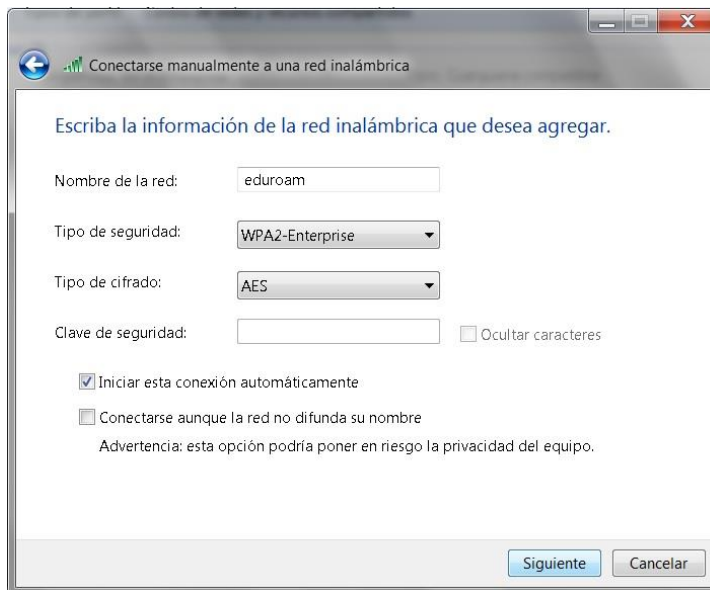 Conectarse manualmente a una red inalámbrica
Escriba la información de la red inalámbrica que desea agregar.
Nombre de la red: eduroam
Tipo de seguridad: WPA2-Enterprise
Tipo de cifrado: AES
Clave de seguridad: Ocultar caracteres
Iniciar esta conexión automáticamente
Conectarse aunque la red no difunda su nombre
Advertencia: esta opción podría poner en riesgo la privacidad del equipo.
Siguiente Cancelar